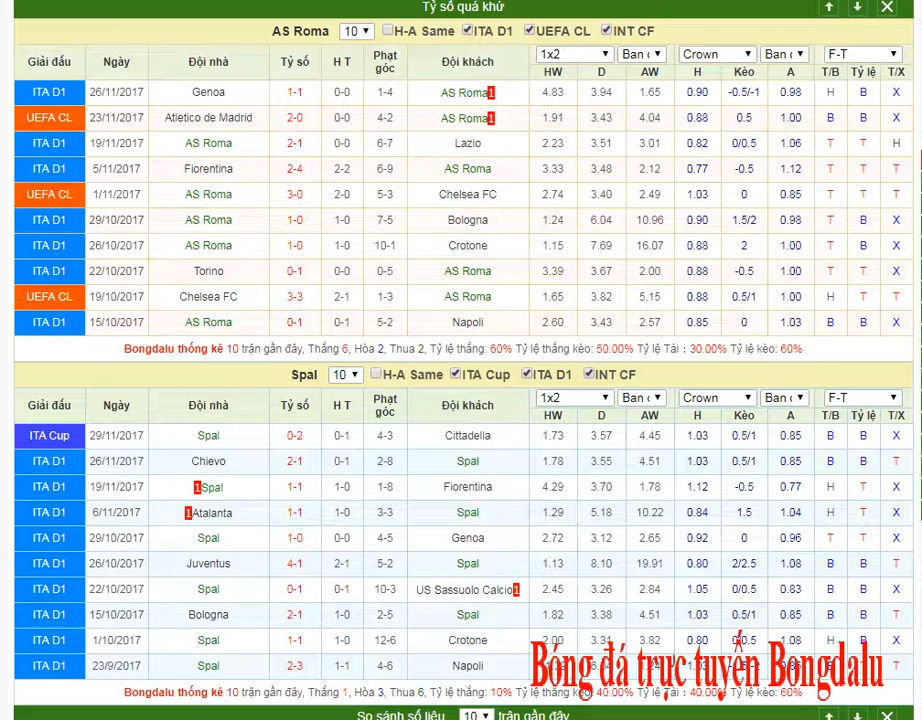 Tỷ số quá khứ
AS Roma 10 H-A Same ITA D1 UEFA CL INT CF
Giải đấu Ngày Đội nhà Tỷ số H T Phạt góc Đội khách 1x2 Ban c Crown Ban c F-T
HW D AW H Kèo A T/B Tỷ lệ T/X
ITA D1 26/11/2017 Genoa 1-1 0-0 1-4 AS Roma 1 4.83 3.94 1.65 0.90 -0.5/-1 0.98 H B X
UEFA CL 23/11/2017 Atletico de Madrid 2-0 0-0 4-2 AS Roma 1 1.91 3.43 4.04 0.88 0.5 1.00 B B X
ITA D1 19/11/2017 AS Roma 2-1 0-0 6-7 Lazio 2.23 3.51 3.01 0.82 0/0.5 1.06 T T H
ITA D1 5/11/2017 Fiorentina 2-4 2-2 6-9 AS Roma 3.33 3.48 2.12 0.77 -0.5 1.12 T T T
UEFA CL 1/11/2017 AS Roma 3-0 2-0 5-3 Chelsea FC 2.74 3.40 2.49 1.03 0 0.85 T T T
ITA D1 29/10/2017 AS Roma 1-0 1-0 7-5 Bologna 1.24 6.04 10.96 0.90 1.5/2 0.98 T B X
ITA D1 26/10/2017 AS Roma 1-0 1-0 10-1 Crotone 1.15 7.69 16.07 0.88 2 1.00 T B X
ITA D1 22/10/2017 Torino 0-1 0-0 0-5 AS Roma 3.39 3.67 2.00 0.88 -0.5 1.00 T T X
UEFA CL 19/10/2017 Chelsea FC 3-3 2-1 1-3 AS Roma 1.65 3.82 5.15 0.88 0.5/1 1.00 H T T
ITA D1 15/10/2017 AS Roma 0-1 0-1 5-2 Napoli 2.60 3.43 2.57 0.85 0 1.03 B B X
Bongdalu thống kê 10 trận gần đây, Thắng 6, Hòa 2, Thua 2, Tỷ lệ thắng: 60% Tỷ lệ thắng kèo: 50.00% Tỷ lệ Tài : 30.00% Tỷ lệ kèo: 60%
Spal 10 H-A Same ITA Cup ITA D1 INT CF
Giải đấu Ngày Đội nhà Tỷ số H T Phạt góc Đội khách 1x2 Ban c Crown Ban c F-T
HW D AW H Kèo A T/B Tỷ lệ T/X
ITA Cup 29/11/2017 Spal 0-2 0-1 4-3 Cittadella 1.73 3.57 4.45 1.03 0.5/1 0.85 B B X
ITA D1 26/11/2017 Chievo 2-1 0-1 2-8 Spal 1.78 3.55 4.51 1.03 0.5/1 0.85 B B T
ITA D1 19/11/2017 1 Spal 1-1 1-0 1-8 Fiorentina 4.29 3.70 1.78 1.12 -0.5 0.77 H T X
ITA D1 6/11/2017 1 Atalanta 1-1 1-0 3-3 Spal 1.29 5.18 10.22 0.84 1.5 1.04 H T X
ITA D1 29/10/2017 Spal 1-0 0-0 4-5 Genoa 2.72 3.12 2.65 0.92 0 0.96 T T X
ITA D1 26/10/2017 Juventus 4-1 2-1 5-2 Spal 1.13 8.10 19.91 0.80 2/2.5 1.08 B B T
ITA D1 22/10/2017 Spal 0-1 0-1 10-3 US Sassuolo Calcio 1 2.45 3.26 2.84 1.05 0/0.5 0.83 B B X
ITA D1 15/10/2017 Bologna 2-1 1-0 2-5 Spal 1.82 3.38 4.51 1.03 0.5/1 0.85 B B T
ITA D1 1/10/2017 Spal 1-1 1-0 12-6 Crotone 2.00 3.31 3.82 0.80 0/0.5 1.08 H B X
ITA D1 23/9/2017 Spal 2-3 1-1 4-6 Napoli
Bóng đá trực tuyến Bongdalu
Bongdalu thống kê 10 trận gần đây, Thắng 1, Hòa 3, Thua 6, Tỷ lệ thắng: 10% Tỷ lệ thắng kèo: 40.00% Tỷ lệ Tài : 40.00% Tỷ lệ kèo: 60%
So sánh số liệu 10 trận gần đây